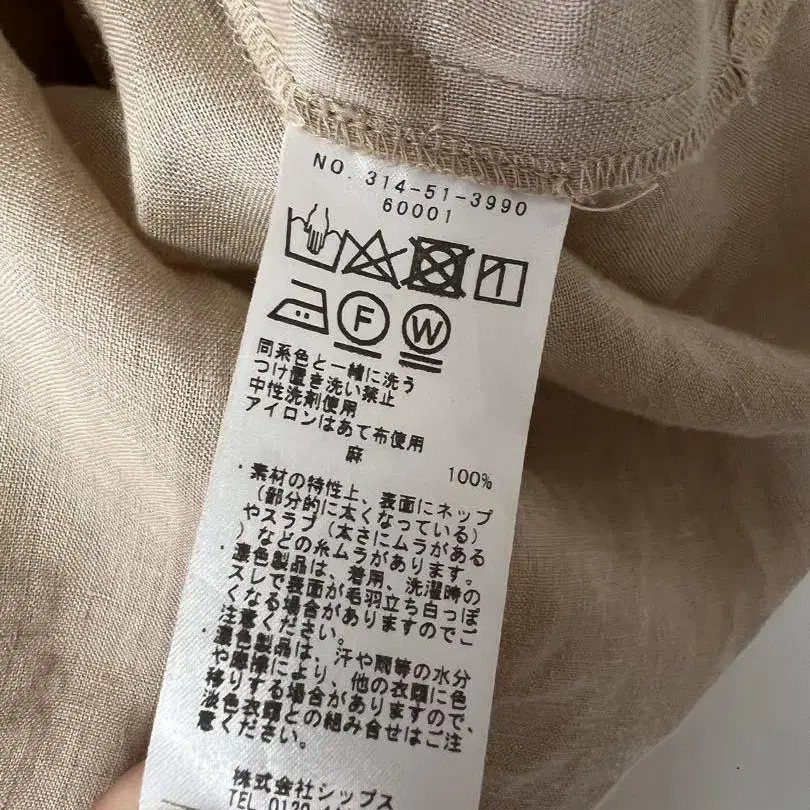 NO. 314-51-3990
60001
F
W
同系色と一緒に洗う
つけ置き洗い禁止
中性洗剤使用
アイロンはあて布使用
麻 100%
・素材の特性上、表面にネップ
(部分的に太くなっている)
やスラブ(太さにムラがある
)などの糸ムラがあります。
・濃色製品は、着用、洗濯時の
スレで表面が毛羽立ち白っぽ
くなる場合がありますのでご
注意ください。
・濃色製品は、汗や雨等の水分
や摩擦により、他の衣類に色
移りする場合がありますので、
淡色衣類との組み合せはご注
意ください。
株式会社シップス
TEL 0120